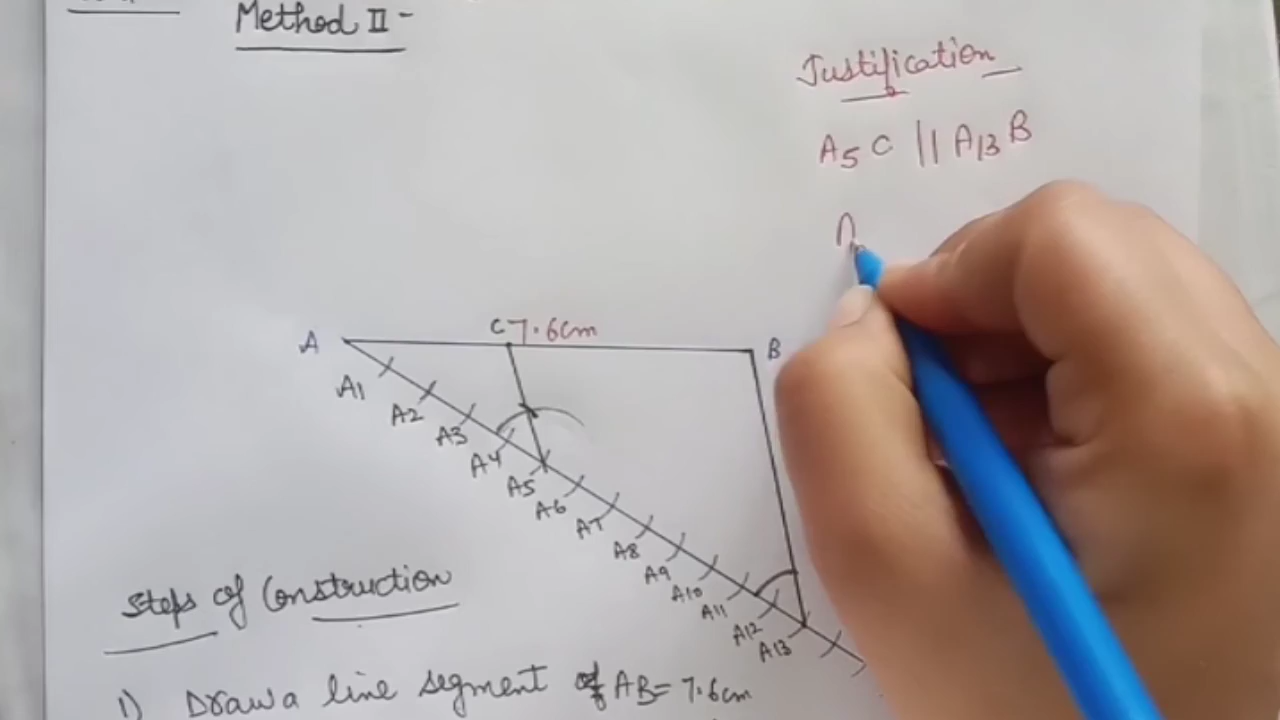 Method II -
Justification
A5C || A13B
A
C 7.6cm
A
B
A1
A2
A3
A4
A5
A6
A7
A8
A9
A10
A11
A12
A13
Steps of Construction
1) Draw a line segment of AB = 7.6cm